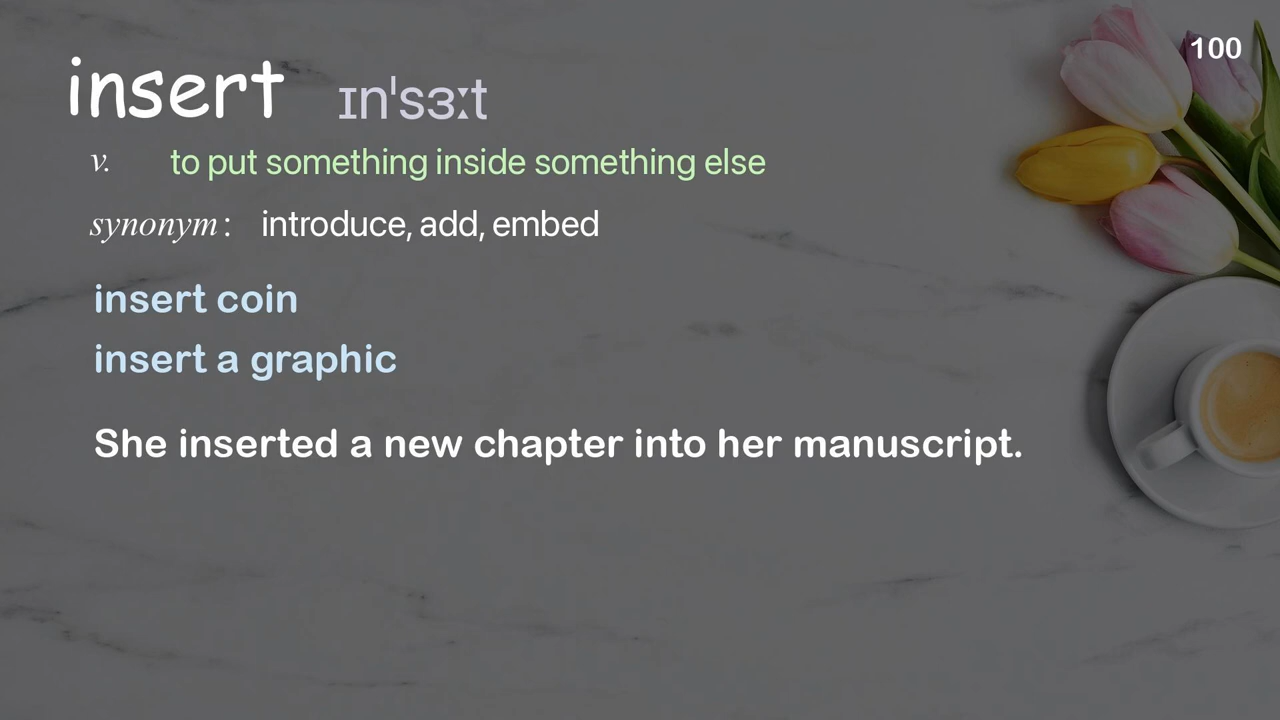 100
insert ɪnˈsɜːt
v. to put something inside something else
synonym: introduce, add, embed
insert coin
insert a graphic
She inserted a new chapter into her manuscript.